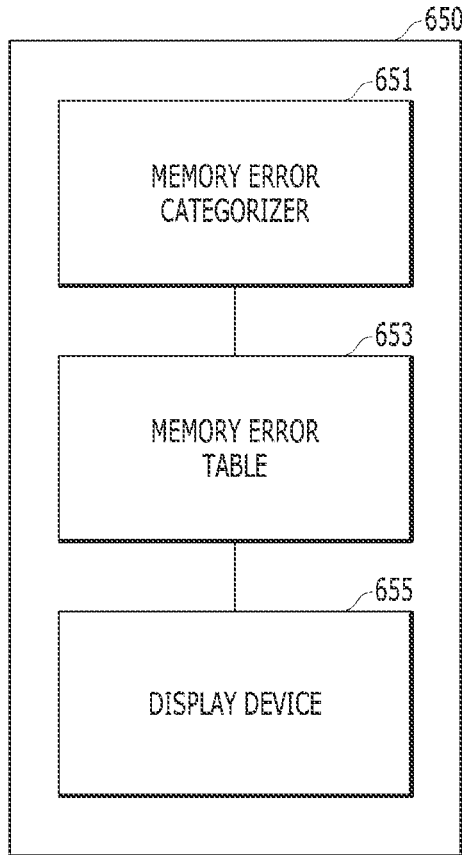 650
651
MEMORY ERROR
CATEGORIZER
653
MEMORY ERROR
TABLE
655
DISPLAY DEVICE